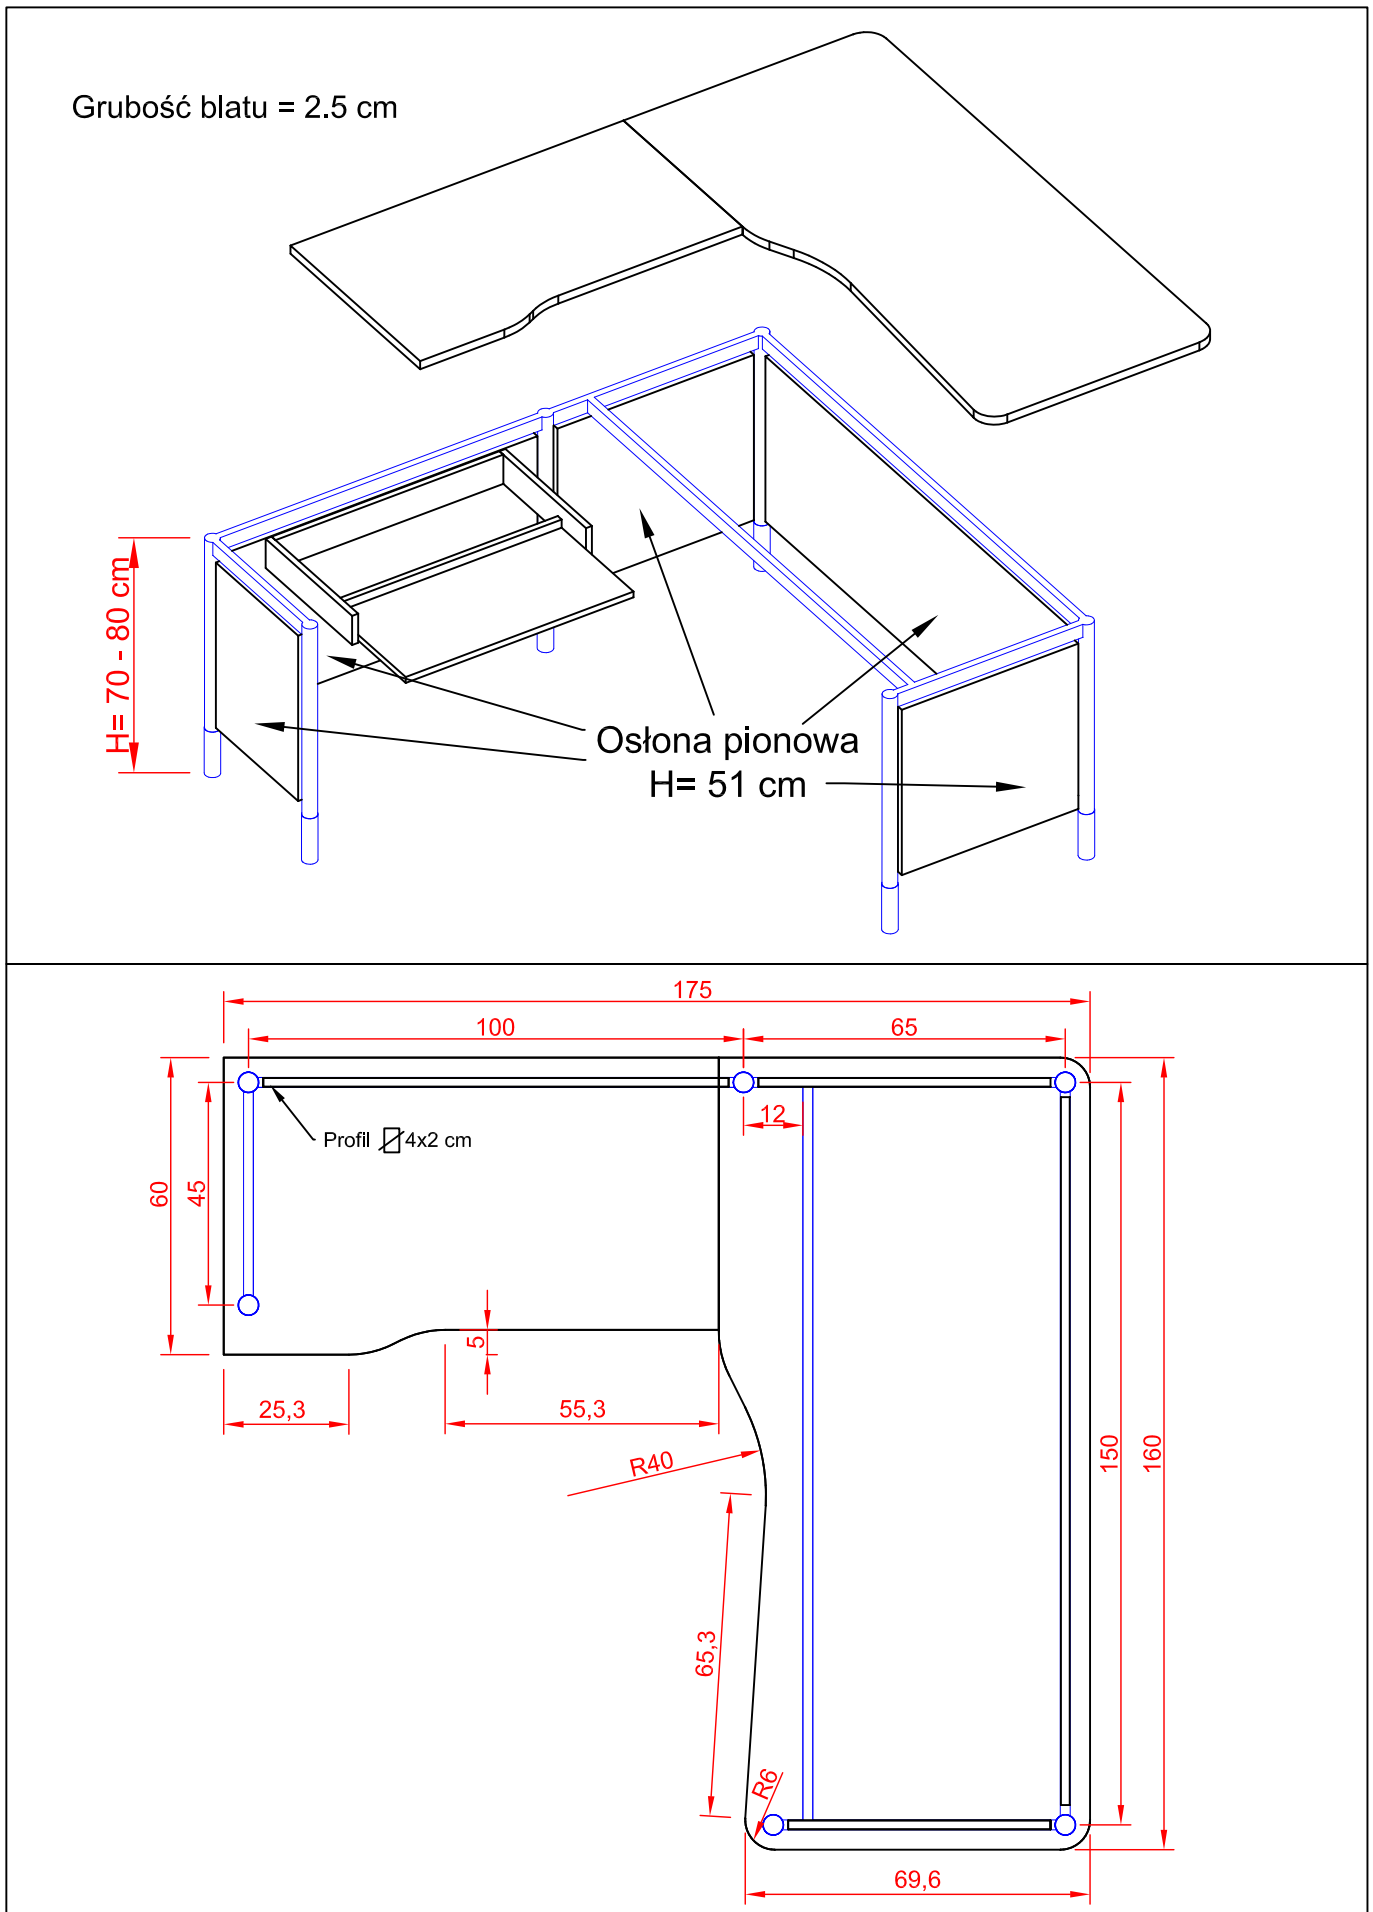 Grubość blatu = 2.5 cm
H= 70 - 80 cm
Osłona pionowa
H= 51 cm
175
100
65
12
Profil 4x2 cm
60
45
5
25,3
55,3
R40
150
160
65,3
R6
69,6